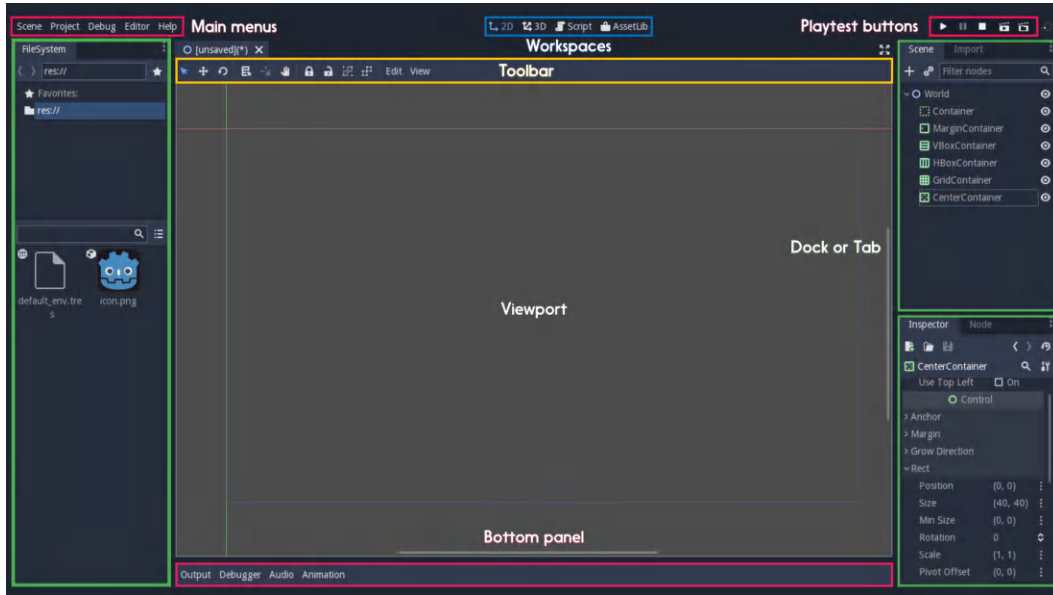 Scene Project Debug Editor Help
Main menus
2D 3D Script AssetLib
Playtest buttons
FileSystem
res://
Favorites:
res://
default_env.tre
s
icon.png
[unsaved](*) X
Workspaces
Edit View
Toolbar
Viewport
Dock or Tab
Bottom panel
Output Debugger Audio Animation
Scene Import
Filter nodes
World
Container
MarginContainer
VBoxContainer
HBoxContainer
GridContainer
CenterContainer
Inspector Node
CenterContainer
Use Top Left On
Control
Anchor
Margin
Grow Direction
Rect
Position (0, 0)
Size (40, 40)
Min Size (0, 0)
Rotation 0
Scale (1, 1)
Pivot Offset (0, 0)